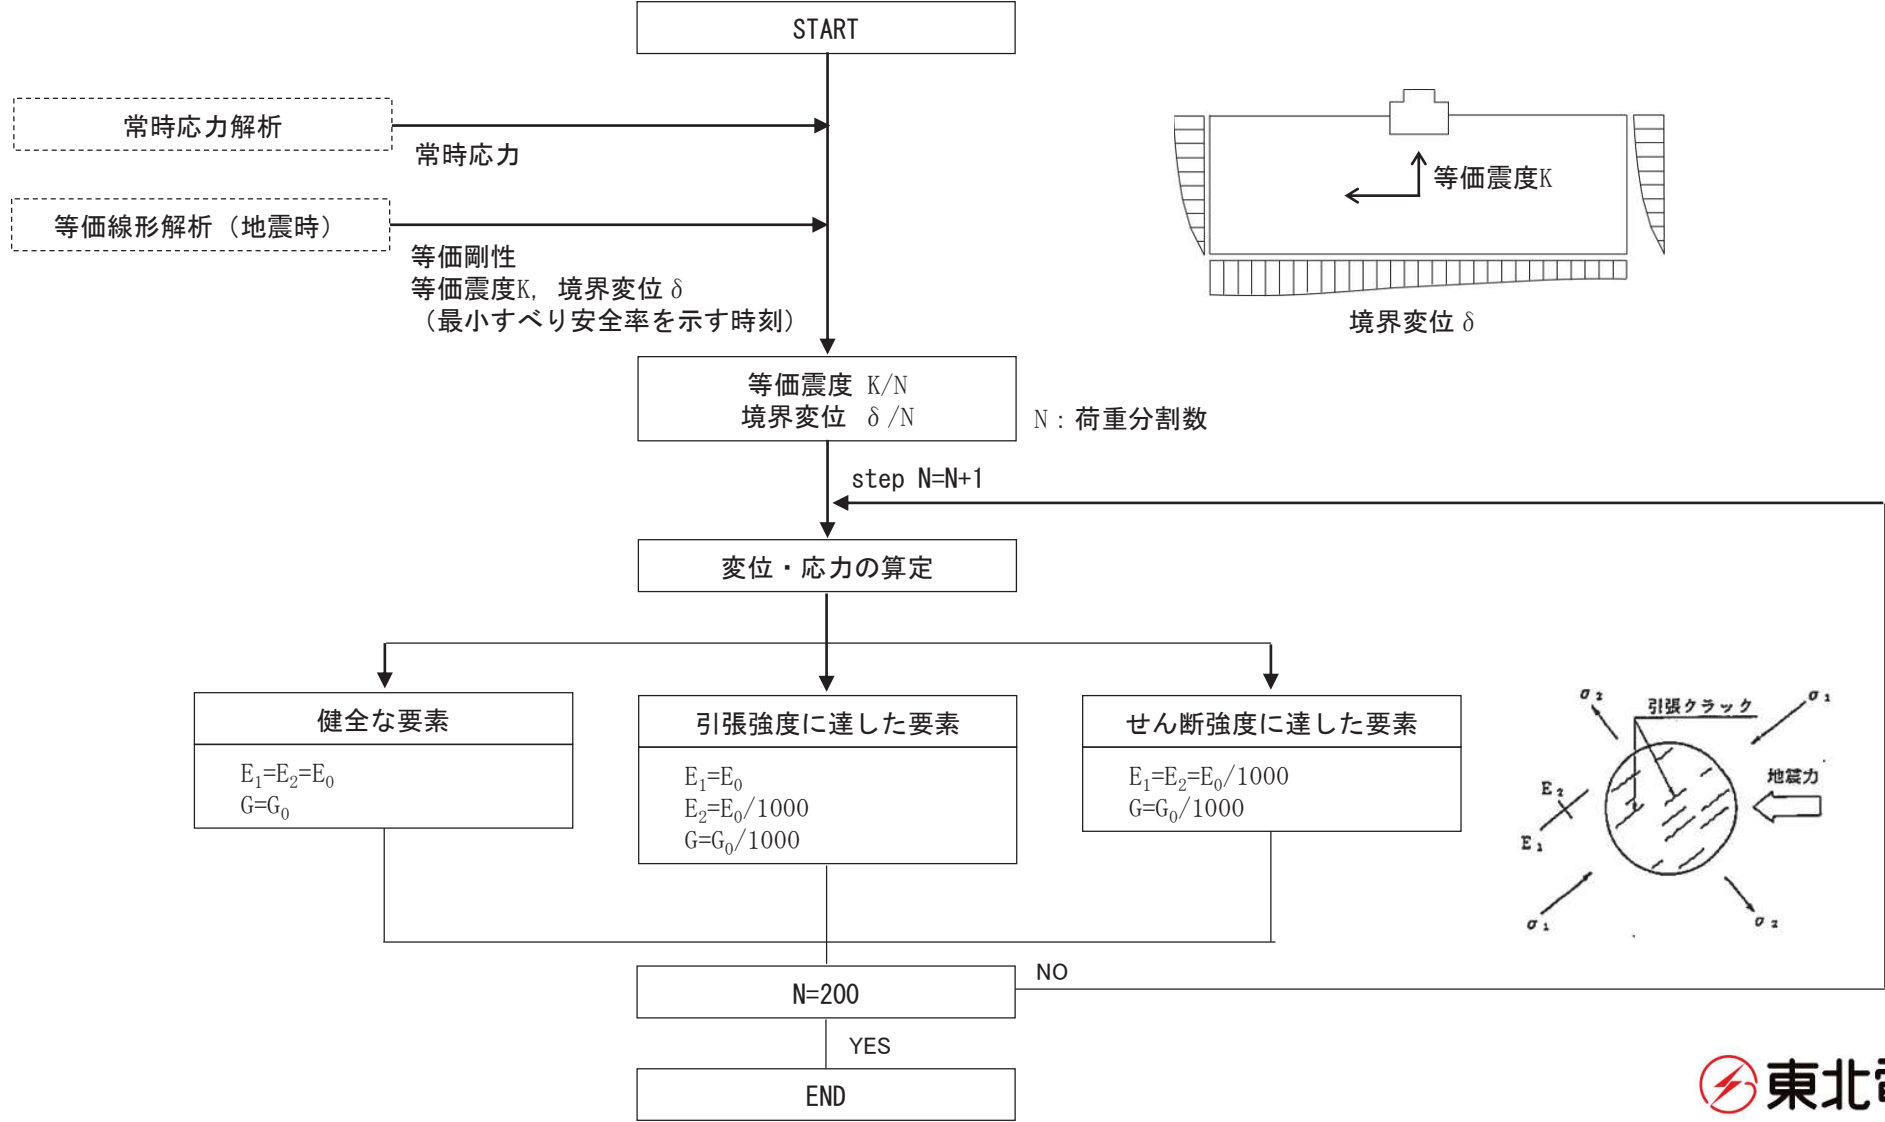 START
常時応力解析
常時応力
等価線形解析（地震時）
等価剛性
等価震度K, 境界変位δ
（最小すべり安全率を示す時刻）
等価震度K
境界変位δ
等価震度 K/N
境界変位 δ/N
N：荷重分割数
step N=N+1
変位・応力の算定
健全な要素
E₁=E₂=E₀
G=G₀
引張強度に達した要素
E₁=E₀
E₂=E₀/1000
G=G₀/1000
せん断強度に達した要素
E₁=E₂=E₀/1000
G=G₀/1000
σ₂
引張クラック
σ₁
地震力
E₂
E₁
σ₁
σ₂
N=200
NO
YES
END
東北